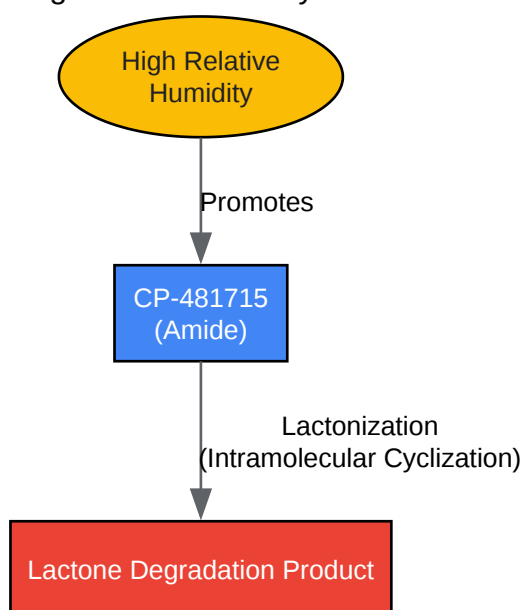 High Relative
Humidity
Promotes
CP-481715
(Amide)
Lactonization
(Intramolecular Cyclization)
Lactone Degradation Product